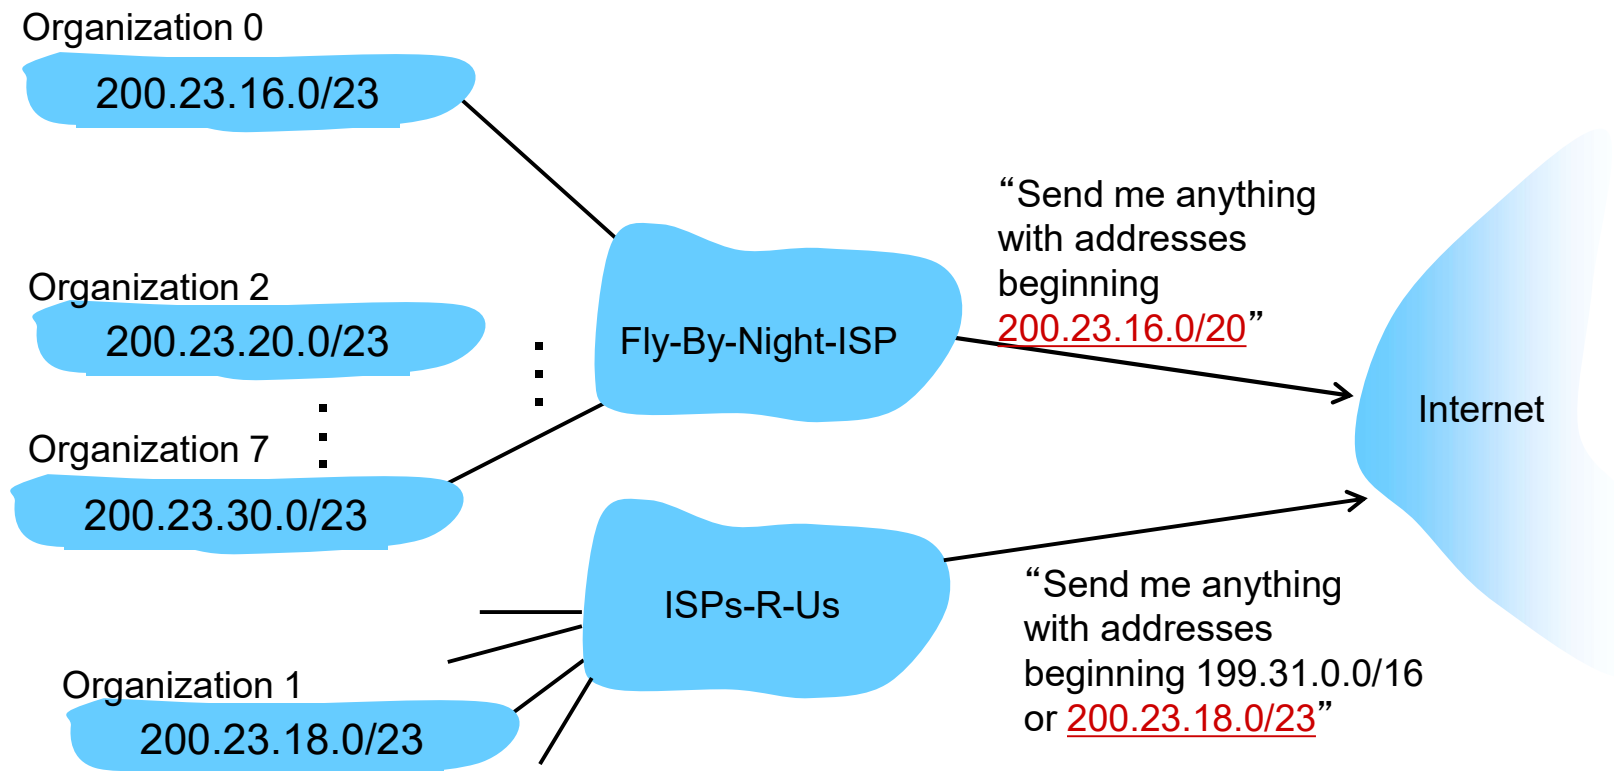 Organization 0
200.23.16.0/23
Organization 2
200.23.20.0/23
Organization 7
200.23.30.0/23
Organization 1
200.23.18.0/23
Fly-By-Night-ISP
ISPs-R-Us
“Send me anything
with addresses
beginning
200.23.16.0/20”
“Send me anything
with addresses
beginning 199.31.0.0/16
or 200.23.18.0/23”
Internet